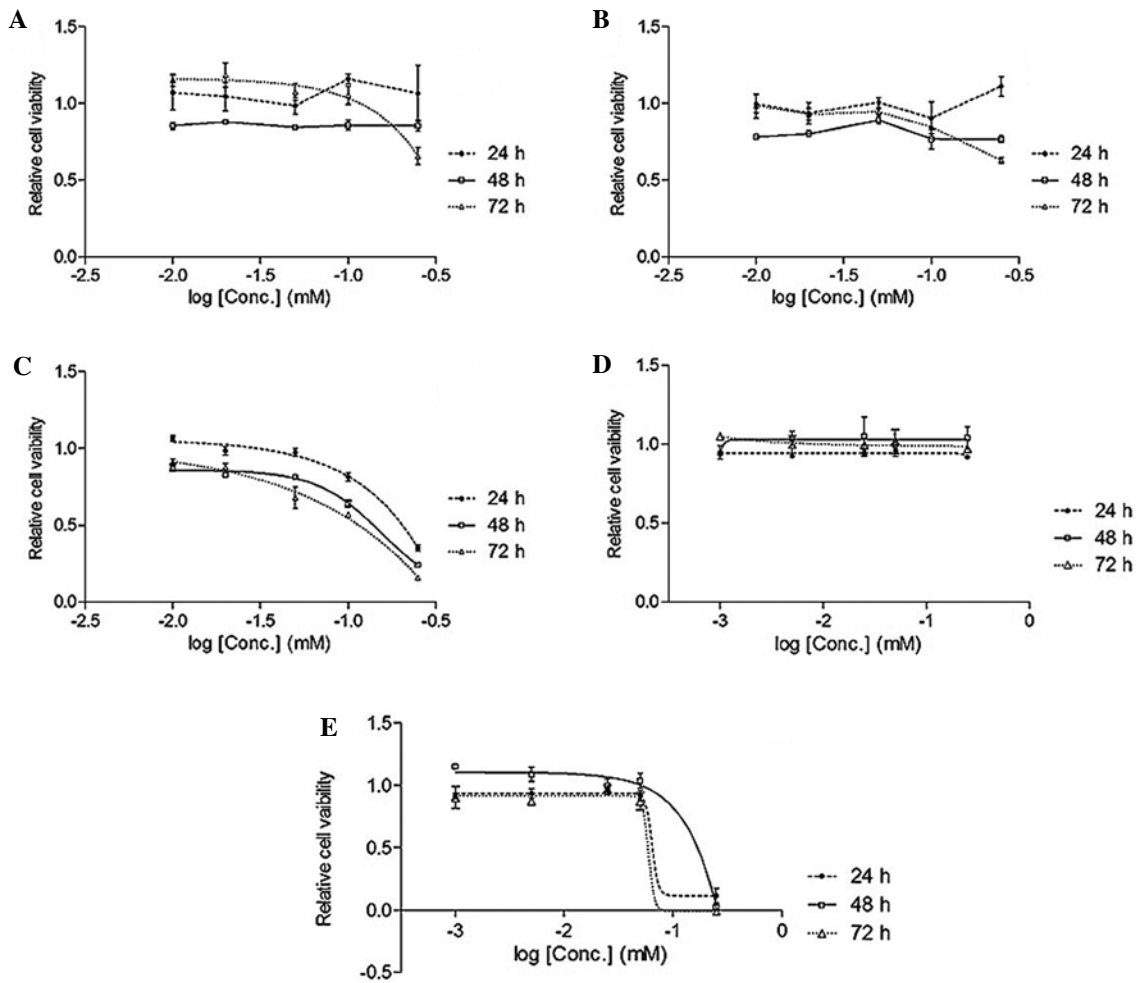 A
1.5
1.0
0.5
0.0
Relative cell viability
-2.5 -2.0 -1.5 -1.0 -0.5
log [Conc.] (mM)
24 h
48 h
72 h
B
1.5
1.0
0.5
0.0
Relative cell viability
-2.5 -2.0 -1.5 -1.0 -0.5
log [Conc.] (mM)
24 h
48 h
72 h
C
1.5
1.0
0.5
0.0
Relative cell vaibility
-2.5 -2.0 -1.5 -1.0 -0.5
log [Conc.] (mM)
24 h
48 h
72 h
D
1.5
1.0
0.5
0.0
Relative cell vaibility
-3 -2 -1 0
log [Conc.] (mM)
24 h
48 h
72 h
E
1.5
1.0
0.5
0.0
-0.5
Relative cell vaibility
-3 -2 -1 0
log [Conc.] (mM)
24 h
48 h
72 h